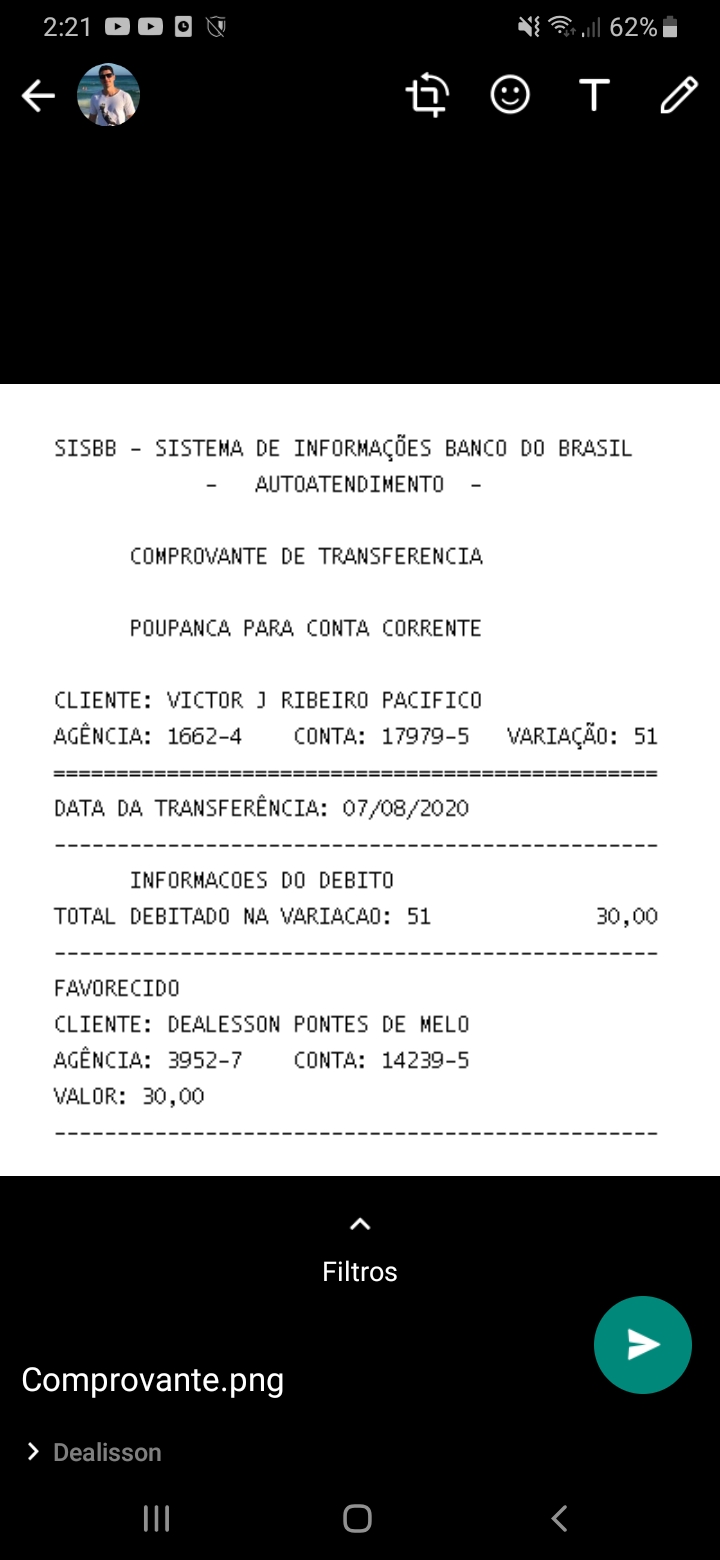 2:21
62%
T
SISBB - SISTEMA DE INFORMAÇÕES BANCO DO BRASIL
- AUTOATENDIMENTO -
COMPROVANTE DE TRANSFERENCIA
POUPANCA PARA CONTA CORRENTE
CLIENTE: VICTOR J RIBEIRO PACIFICO
AGÊNCIA: 1662-4 CONTA: 17979-5 VARIAÇÃO: 51
================================================
DATA DA TRANSFERÊNCIA: 07/08/2020
------------------------------------------------
INFORMACOES DO DEBITO
TOTAL DEBITADO NA VARIACAO: 51 30,00
------------------------------------------------
FAVORECIDO
CLIENTE: DEALESSON PONTES DE MELO
AGÊNCIA: 3952-7 CONTA: 14239-5
VALOR: 30,00
------------------------------------------------
Filtros
Comprovante.png
Dealisson